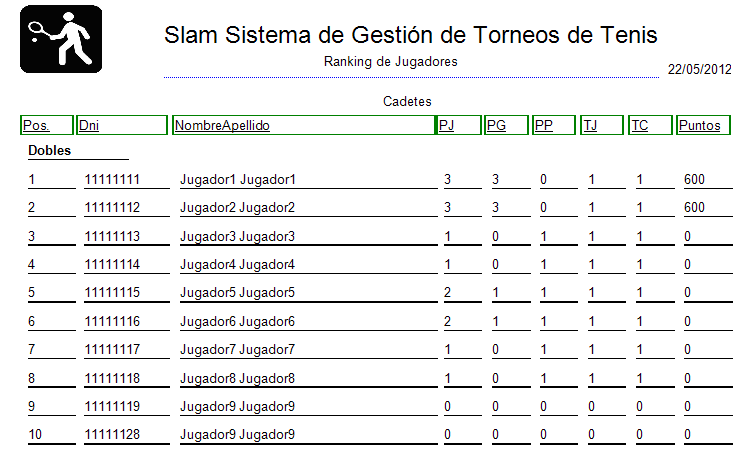 Slam Sistema de Gestión de Torneos de Tenis
Ranking de Jugadores
22/05/2012
Cadetes
Pos. Dni NombreApellido PJ PG PP TJ TC Puntos
Dobles
1 11111111 Jugador1 Jugador1 3 3 0 1 1 600
2 11111112 Jugador2 Jugador2 3 3 0 1 1 600
3 11111113 Jugador3 Jugador3 1 0 1 1 1 0
4 11111114 Jugador4 Jugador4 1 0 1 1 1 0
5 11111115 Jugador5 Jugador5 2 1 1 1 1 0
6 11111116 Jugador6 Jugador6 2 1 1 1 1 0
7 11111117 Jugador7 Jugador7 1 0 1 1 1 0
8 11111118 Jugador8 Jugador8 1 0 1 1 1 0
9 11111119 Jugador9 Jugador9 0 0 0 0 0 0
10 11111128 Jugador9 Jugador9 0 0 0 0 0 0